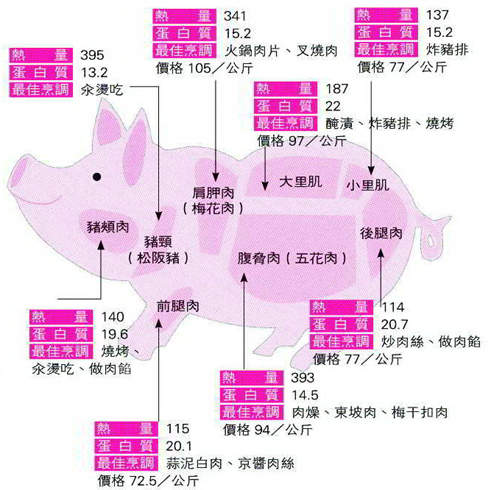 熱量 395
蛋白質 13.2
最佳烹調 汆燙吃
熱量 341
蛋白質 15.2
最佳烹調 火鍋肉片、叉燒肉
價格 105／公斤
熱量 137
蛋白質 15.2
最佳烹調 炸豬排
價格 77／公斤
熱量 187
蛋白質 22
最佳烹調 醃漬、炸豬排、燒烤
價格 97／公斤
肩胛肉
（梅花肉）
大里肌
小里肌
豬頰肉
豬頸
（松阪豬）
腹脅肉（五花肉）
後腿肉
前腿肉
熱量 140
蛋白質 19.6
最佳烹調 燒烤、
汆燙吃、做肉餡
熱量 114
蛋白質 20.7
最佳烹調 炒肉絲、做肉餡
價格 77／公斤
熱量 393
蛋白質 14.5
最佳烹調 肉燥、東坡肉、梅干扣肉
價格 94／公斤
熱量 115
蛋白質 20.1
最佳烹調 蒜泥白肉、京醬肉絲
價格 72.5／公斤